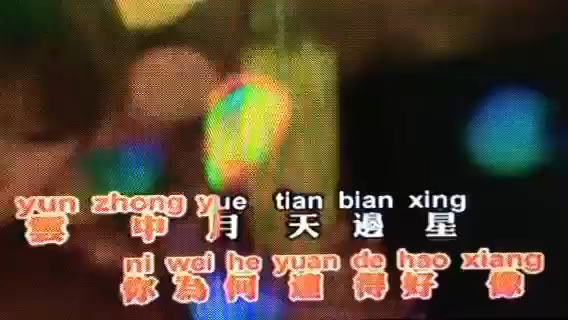 yun zhong yue tian bian xing
雲 中 月 天 邊 星
ni wei he yuan de hao xiang
你 為 何 遠 得 好 像